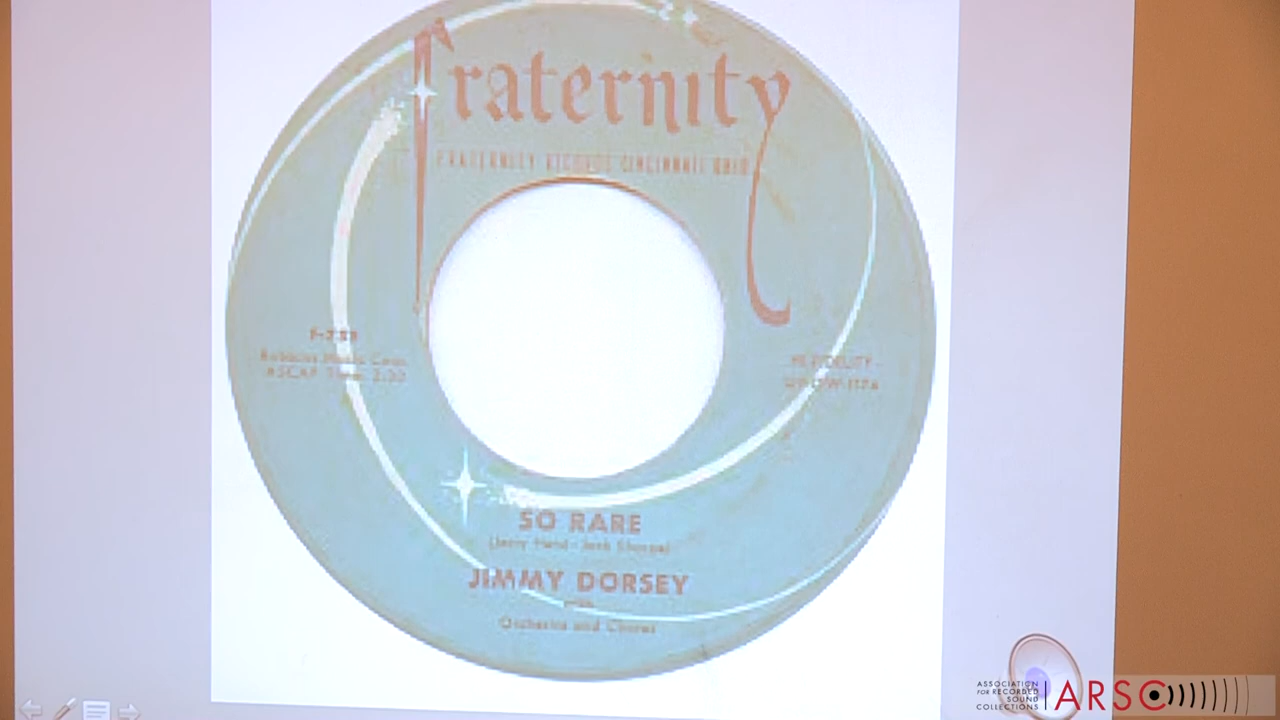 fraternity
FRATERNITY RECORDS CINCINNATI OHIO
Robbins Music Corp.
ASCAP Time: 2:30
HI FIDELITY
SO RARE
(Jerry Herst - Jack Sharpe)
JIMMY DORSEY
with
Orchestra and Chorus
ASSOCIATION
FOR RECORDED
SOUND
COLLECTIONS
ARSC